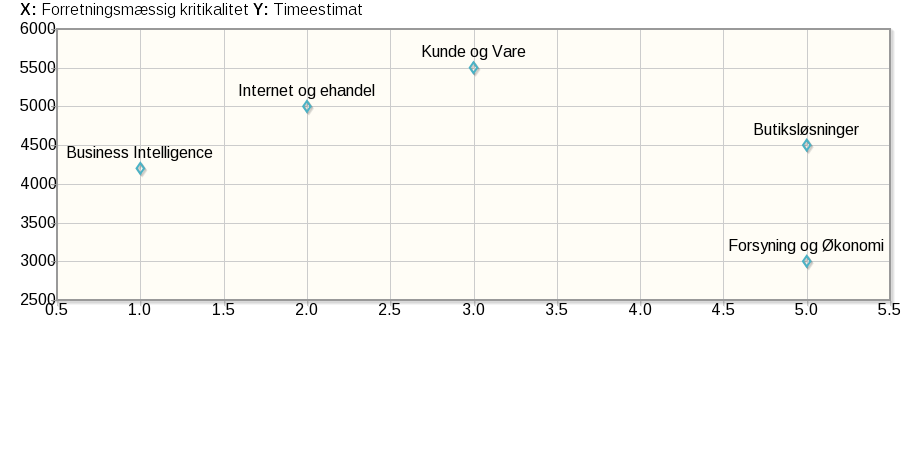 X: Forretningsmæssig kritikalitet Y: Timeestimat
6000
Kunde og Vare
5500
Internet og ehandel
5000
Butiksløsninger
4500
Business Intelligence
4000
3500
Forsyning og Økonomi
3000
2500
0.5 1.0 1.5 2.0 2.5 3.0 3.5 4.0 4.5 5.0 5.5